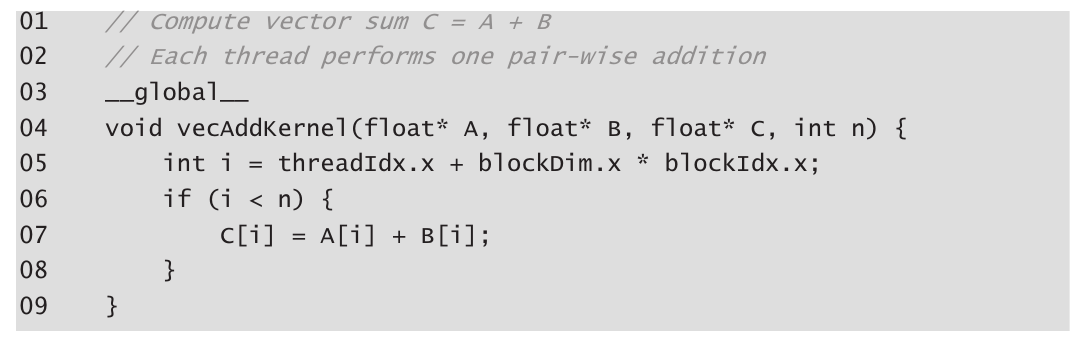 01 // Compute vector sum C = A + B
02 // Each thread performs one pair-wise addition
03 __global__
04 void vecAddKernel(float* A, float* B, float* C, int n) {
05     int i = threadIdx.x + blockDim.x * blockIdx.x;
06     if (i < n) {
07         C[i] = A[i] + B[i];
08     }
09 }